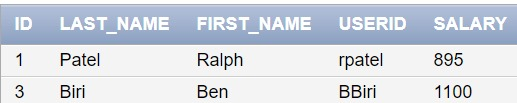 ID LAST_NAME FIRST_NAME USERID SALARY
1 Patel Ralph rpatel 895
3 Biri Ben BBiri 1100